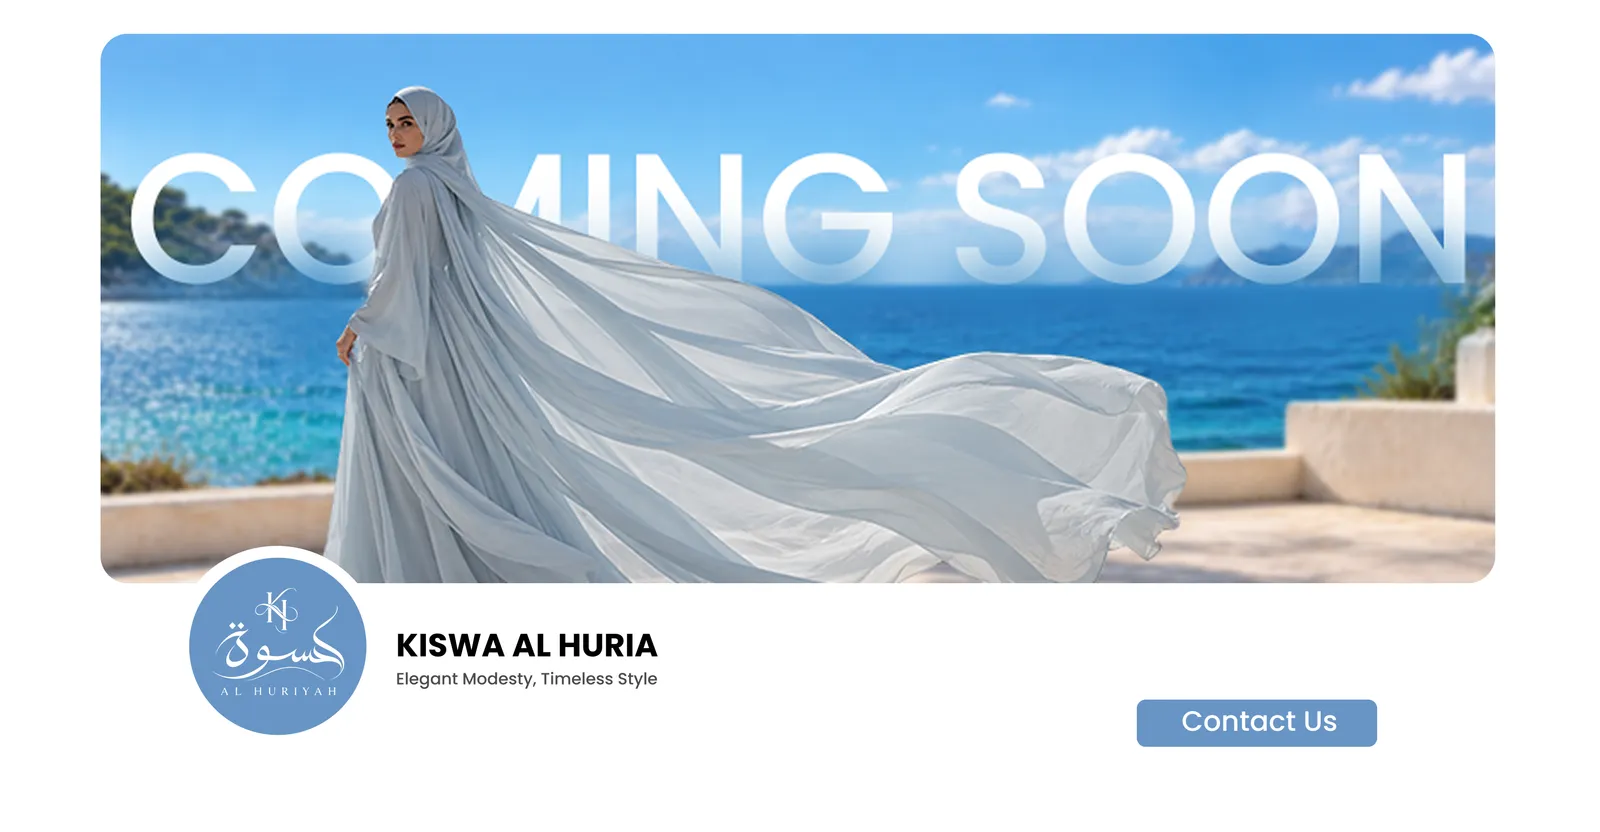 COMING SOON
KH
كسوة
AL HURIYAH
KISWA AL HURIA
Elegant Modesty, Timeless Style
Contact Us